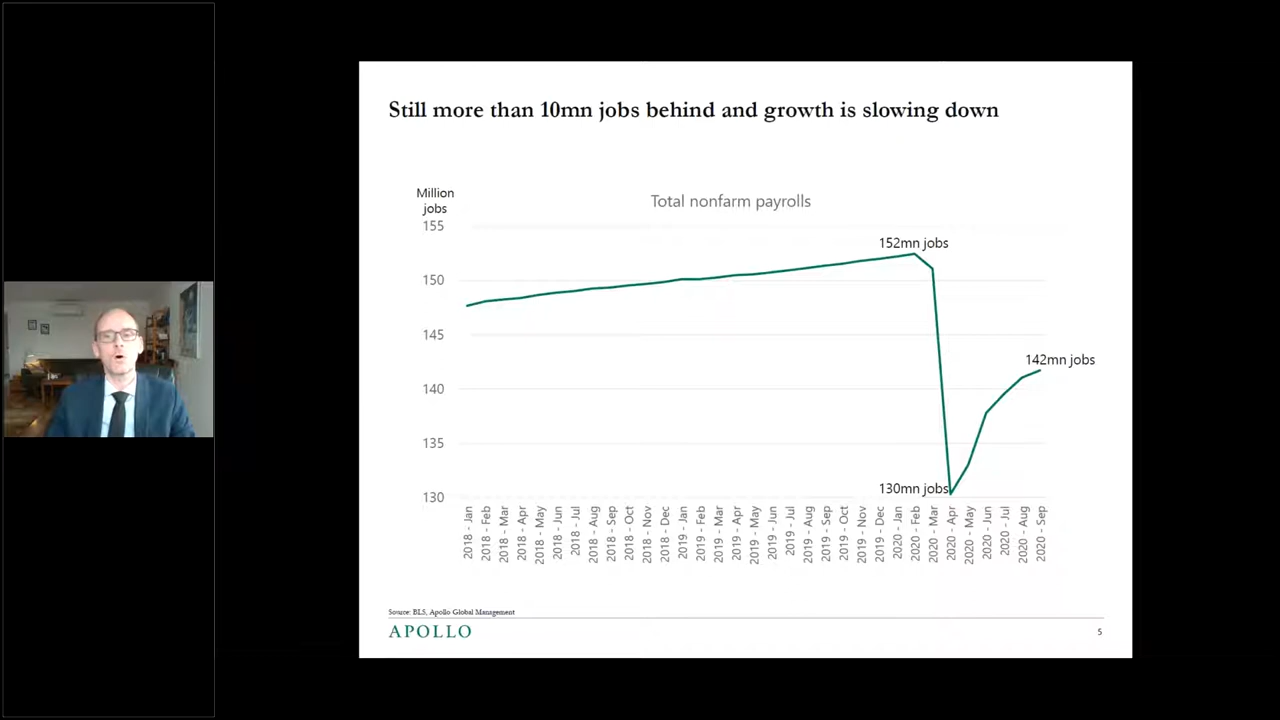 Still more than 10mn jobs behind and growth is slowing down
Million
jobs
Total nonfarm payrolls
155
150
145
140
135
130
152mn jobs
142mn jobs
130mn jobs
2018 - Jan
2018 - Feb
2018 - Mar
2018 - Apr
2018 - May
2018 - Jun
2018 - Jul
2018 - Aug
2018 - Sep
2018 - Oct
2018 - Nov
2018 - Dec
2019 - Jan
2019 - Feb
2019 - Mar
2019 - Apr
2019 - May
2019 - Jun
2019 - Jul
2019 - Aug
2019 - Sep
2019 - Oct
2019 - Nov
2019 - Dec
2020 - Jan
2020 - Feb
2020 - Mar
2020 - Apr
2020 - May
2020 - Jun
2020 - Jul
2020 - Aug
2020 - Sep
Source: BLS, Apollo Global Management
APOLLO
5